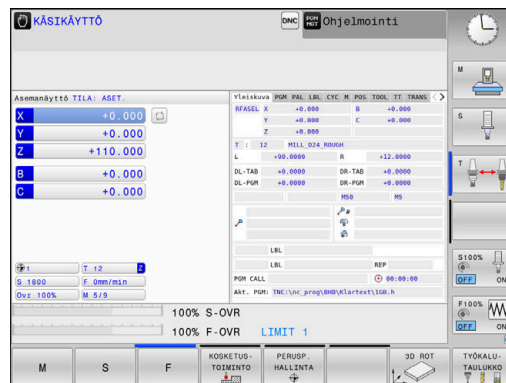 KÄSIKÄYTTÖ
DNC
PGM MGT
Ohjelmointi
Asemanäyttö TILA: ASET.
X +0.000
Y +0.000
Z +110.000
B +0.000
C +0.000
1
T 12 Z
S 1800
F 0mm/min
Ovr 100%
M 5/9
Yleiskuva PGM PAL LBL CYC M POS TOOL TT TRANS
RFASEL X +0.000 B +0.000
Y +0.000 C +0.000
Z +0.000
T : 12 MILL_D24_ROUGH
L +90.0000 R +12.0000
DL-TAB +0.0000 DR-TAB +0.0000
DL-PGM +0.0000 DR-PGM +0.0000
M50 M5
P #
P
LBL
LBL REP
PGM CALL 00:00:00
Akt. PGM: TNC:\nc_prog\BHB\Klartext\1GB.h
100% S-OVR
100% F-OVR LIMIT 1
M
S
T
S100%
OFF ON
F100%
OFF ON
M
S
F
KOSKETUS-
TOIMINTO
PERUSP.
HALLINTA
3D ROT
TYÖKALU-
TAULUKKO